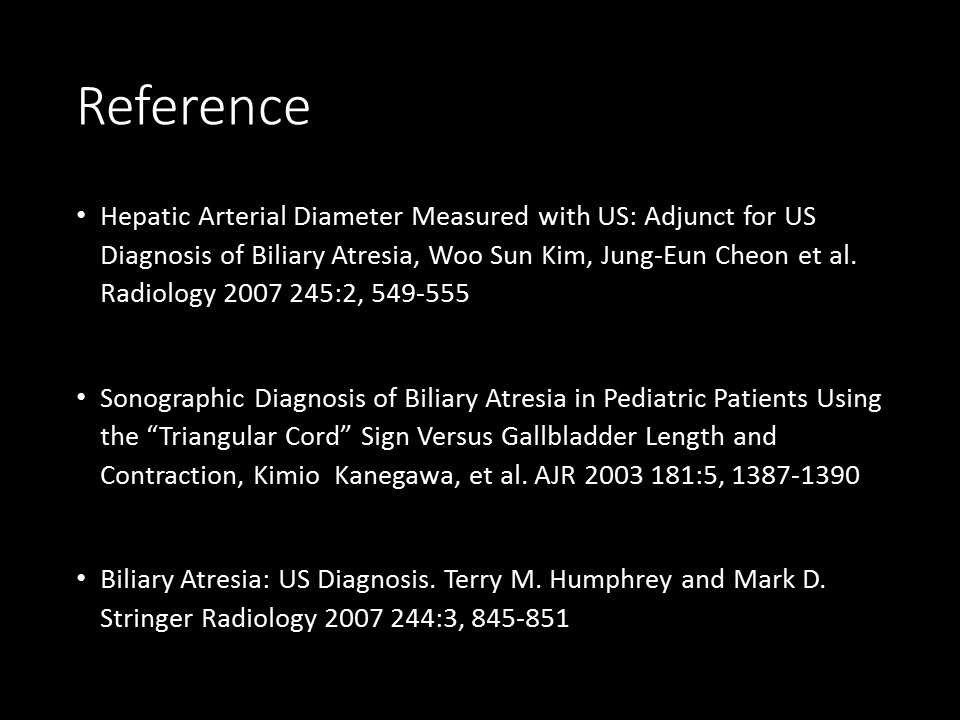 Reference
• Hepatic Arterial Diameter Measured with US: Adjunct for US
Diagnosis of Biliary Atresia, Woo Sun Kim, Jung-Eun Cheon et al.
Radiology 2007 245:2, 549-555
• Sonographic Diagnosis of Biliary Atresia in Pediatric Patients Using
the “Triangular Cord” Sign Versus Gallbladder Length and
Contraction, Kimio  Kanegawa, et al. AJR 2003 181:5, 1387-1390
• Biliary Atresia: US Diagnosis. Terry M. Humphrey and Mark D.
Stringer Radiology 2007 244:3, 845-851